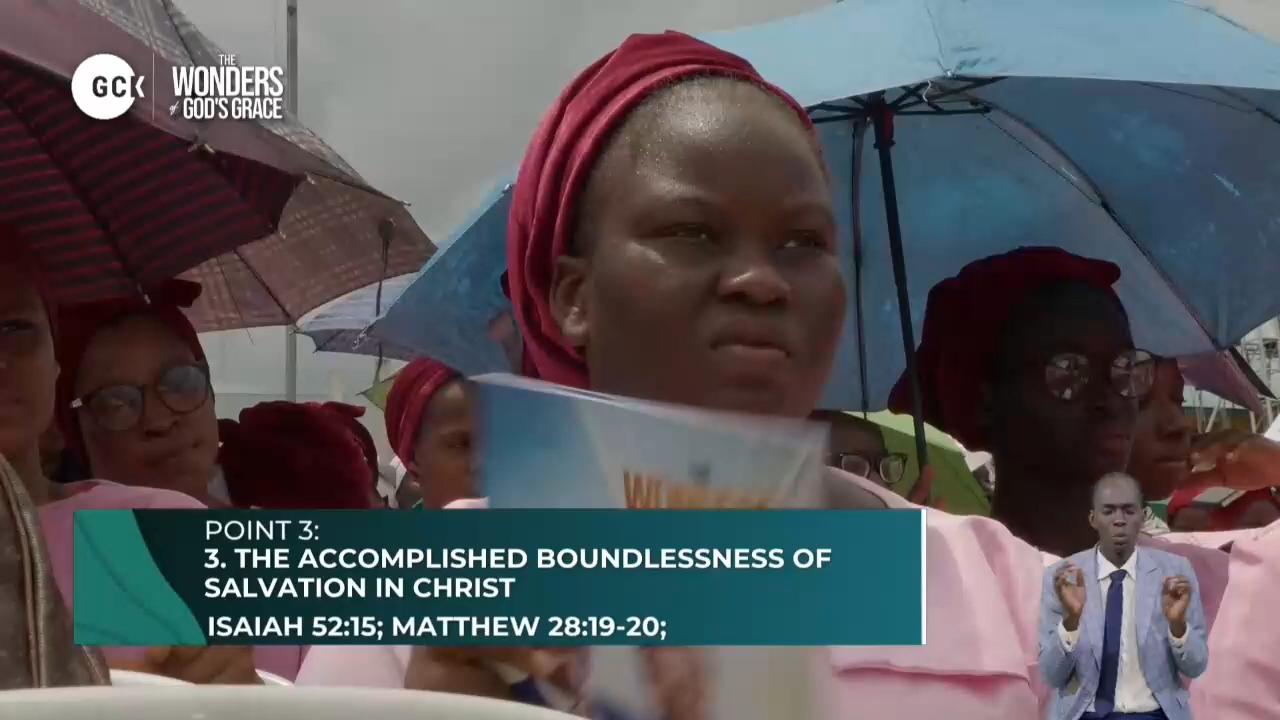 GCK
THE
WONDERS
of GOD'S GRACE
POINT 3:
3. THE ACCOMPLISHED BOUNDLESSNESS OF
SALVATION IN CHRIST
ISAIAH 52:15; MATTHEW 28:19-20;